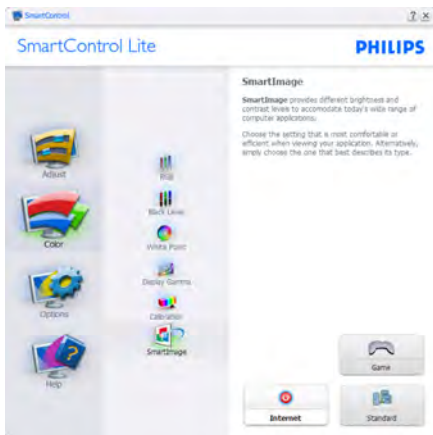 SmartControl
? ×
SmartControl Lite
PHILIPS
SmartImage
SmartImage provides different brightness and
contrast levels to accomodate today's wide range of
computer applications.
Choose the setting that is most comfortable or
efficient when viewing your application. Alternatively,
simply choose the one that best describes its type.
Adjust
Color
Options
Help
RGB
Black Level
White Point
Display Gamma
Calibration
SmartImage
Game
Internet
Standard